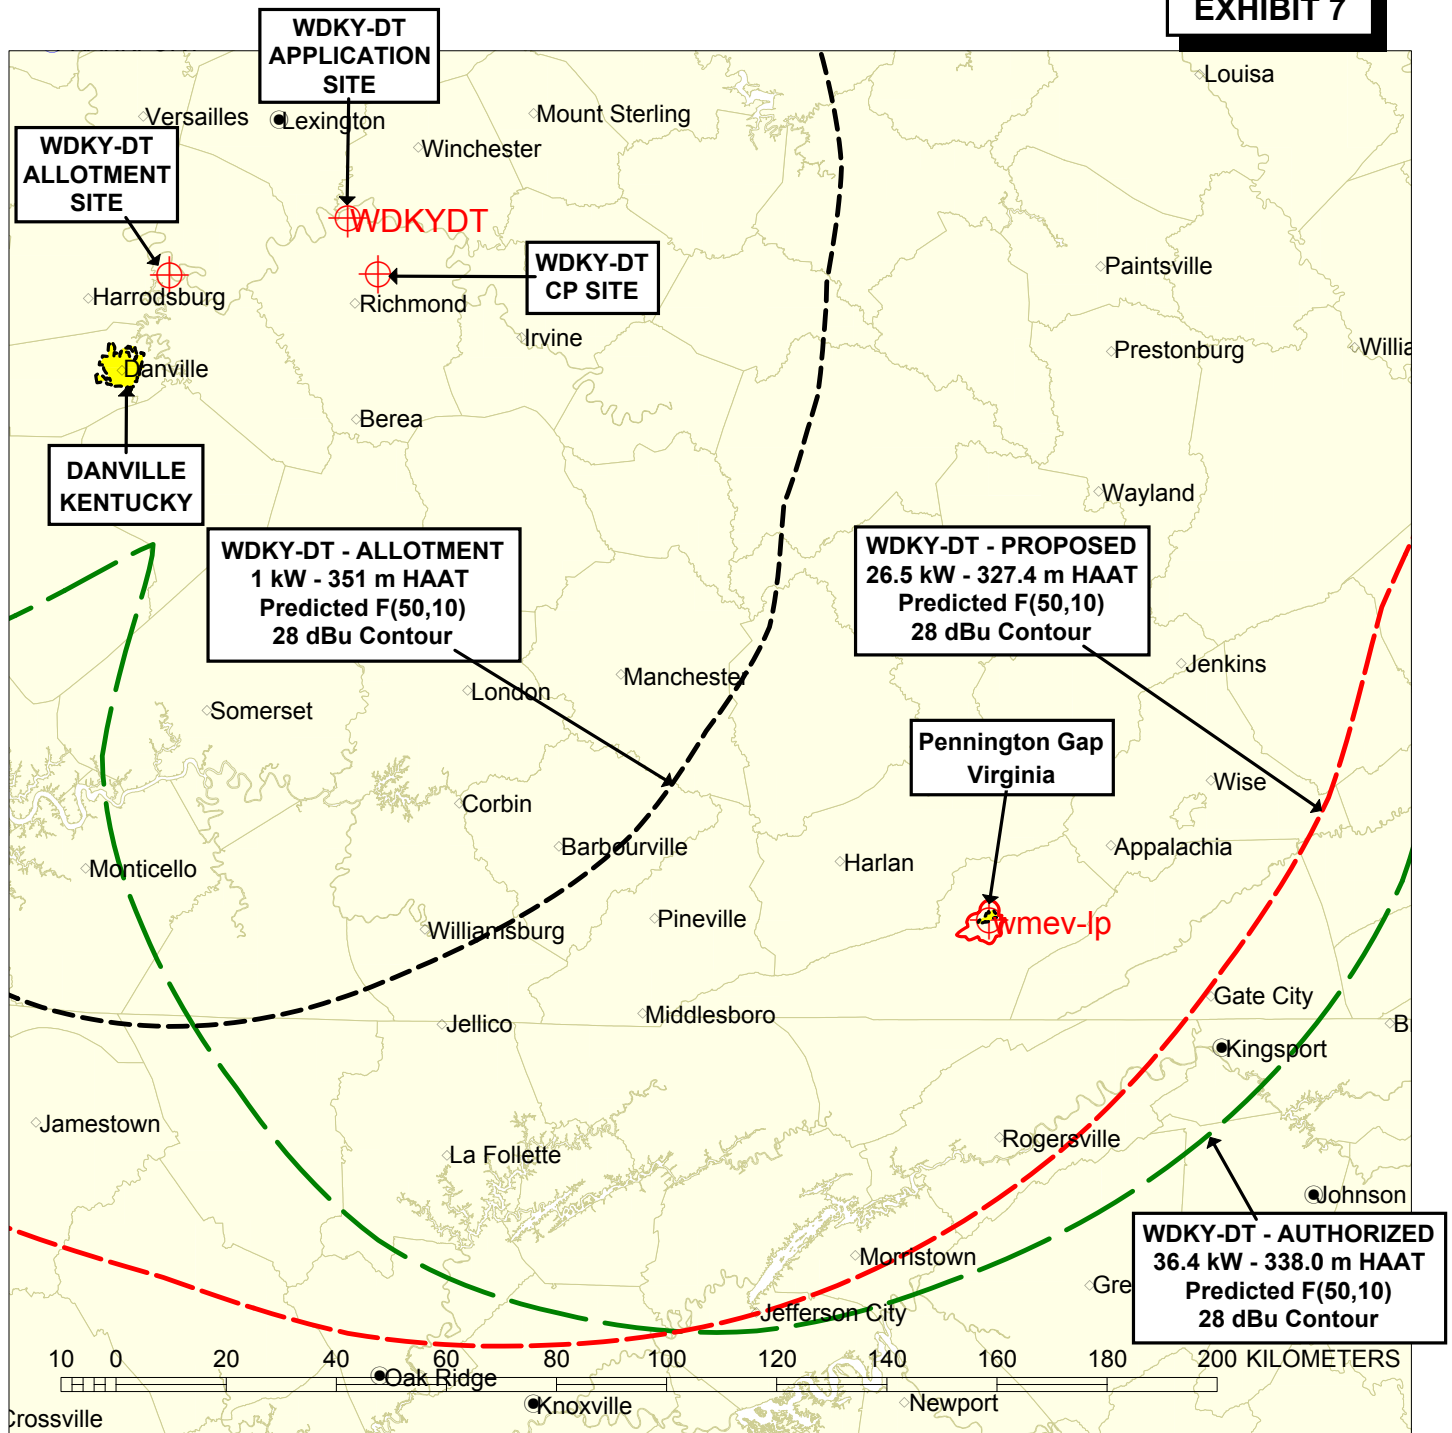 EXHIBIT 7
WDKY-DT
APPLICATION
SITE
Louisa
Versailles
Lexington
Mount Sterling
Winchester
WDKY-DT
ALLOTMENT
SITE
WDKYDT
WDKY-DT
CP SITE
Paintsville
Harrodsburg
Richmond
Irvine
Prestonburg
Willia
Danville
Berea
DANVILLE
KENTUCKY
Wayland
WDKY-DT - ALLOTMENT
1 kW - 351 m HAAT
Predicted F(50,10)
28 dBu Contour
WDKY-DT - PROPOSED
26.5 kW - 327.4 m HAAT
Predicted F(50,10)
28 dBu Contour
Jenkins
Manchester
London
Somerset
Pennington Gap
Virginia
Wise
Corbin
Barbourville
Appalachia
Harlan
Monticello
Pineville
wmev-lp
Williamsburg
Gate City
Middlesboro
Jellico
B
Kingsport
Jamestown
Rogersville
La Follette
Johnson
WDKY-DT - AUTHORIZED
36.4 kW - 338.0 m HAAT
Predicted F(50,10)
28 dBu Contour
Morristown
Gre
Jefferson City
10 0 20 40 60 80 100 120 140 160 180 200 KILOMETERS
Oak Ridge
Knoxville
Newport
Crossville